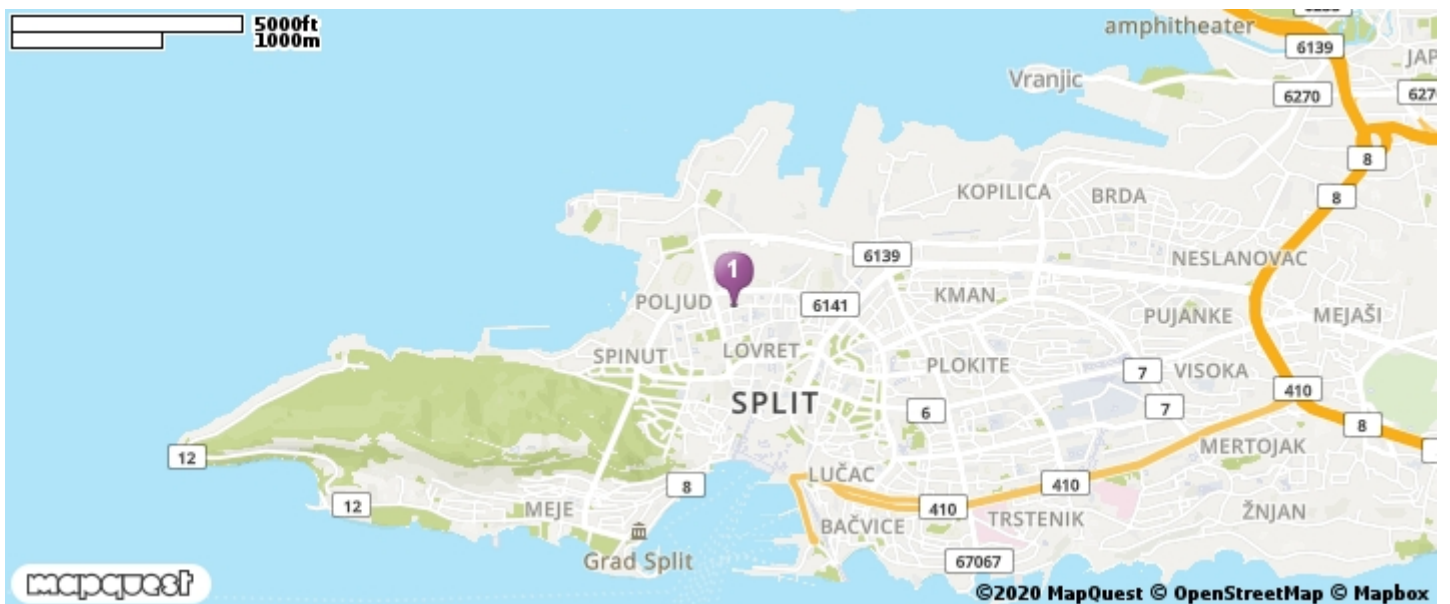 5000ft
1000m
amphitheater
6139
JAP
Vranjic
6270
627
8
KOPILICA
BRDA
8
6139
NESLANOVAC
1
POLJUD
6141
KMAN
PUJANKE
MEJAŠI
SPINUT
LOVRET
PLOKITE
7
VISOKA
SPLIT
6
7
410
8
12
MERTOJAK
LUČAC
8
410
12
MEJE
410
BAČVICE
TRSTENIK
ŽNJAN
Grad Split
67067
mapquest
©2020 MapQuest © OpenStreetMap © Mapbox